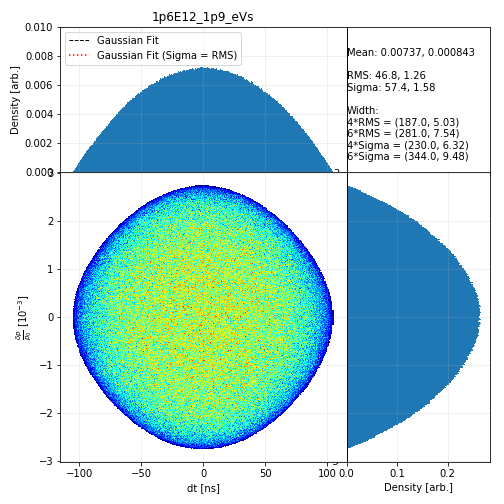 1p6E12_1p9_eVs
0.010
0.008
0.006
0.004
0.002
0.000
Density [arb.]
Gaussian Fit
Gaussian Fit (Sigma = RMS)
Mean: 0.00737, 0.000843
RMS: 46.8, 1.26
Sigma: 57.4, 1.58
Width:
4*RMS = (187.0, 5.03)
6*RMS = (281.0, 7.54)
4*Sigma = (230.0, 6.32)
6*Sigma = (344.0, 9.48)
2
1
0
−1
−2
−3
δp/p₀ [10⁻³]
−100 −50 0 50 100
dt [ns]
0.0 0.1 0.2
Density [arb.]